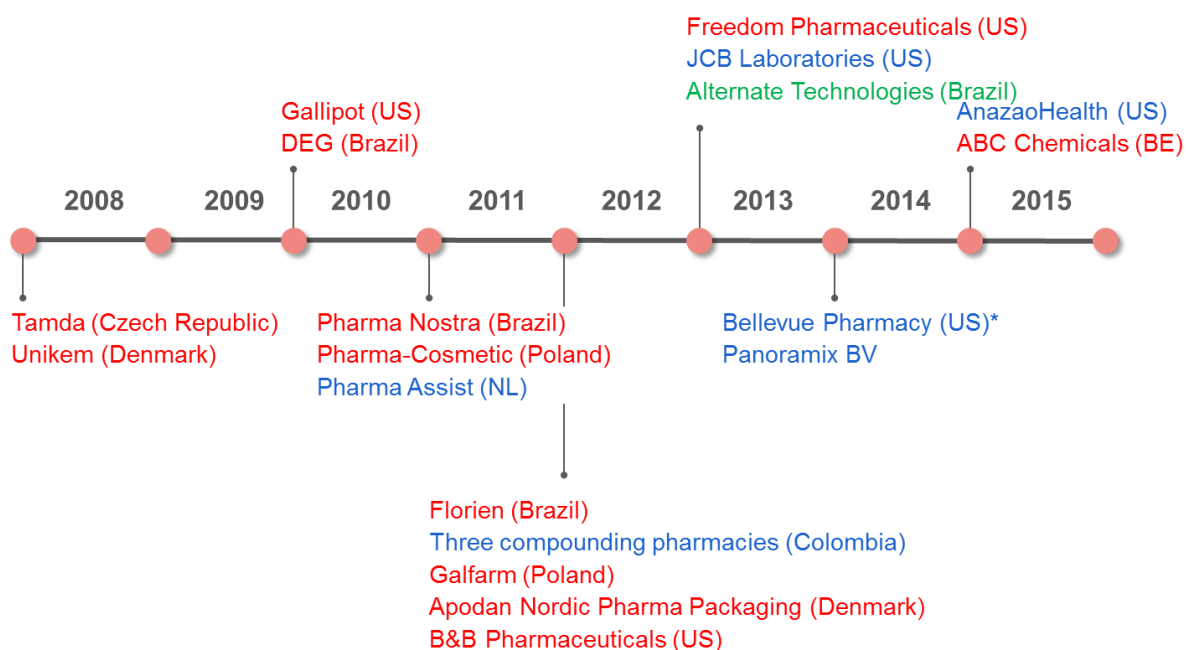 Freedom Pharmaceuticals (US)
JCB Laboratories (US)
Alternate Technologies (Brazil)
Gallipot (US)
DEG (Brazil)
AnazaoHealth (US)
ABC Chemicals (BE)
2008 2009 2010 2011 2012 2013 2014 2015
Tamda (Czech Republic)
Unikem (Denmark)
Pharma Nostra (Brazil)
Pharma-Cosmetic (Poland)
Pharma Assist (NL)
Bellevue Pharmacy (US)*
Panoramix BV
Florien (Brazil)
Three compounding pharmacies (Colombia)
Galfarm (Poland)
Apodan Nordic Pharma Packaging (Denmark)
B&B Pharmaceuticals (US)